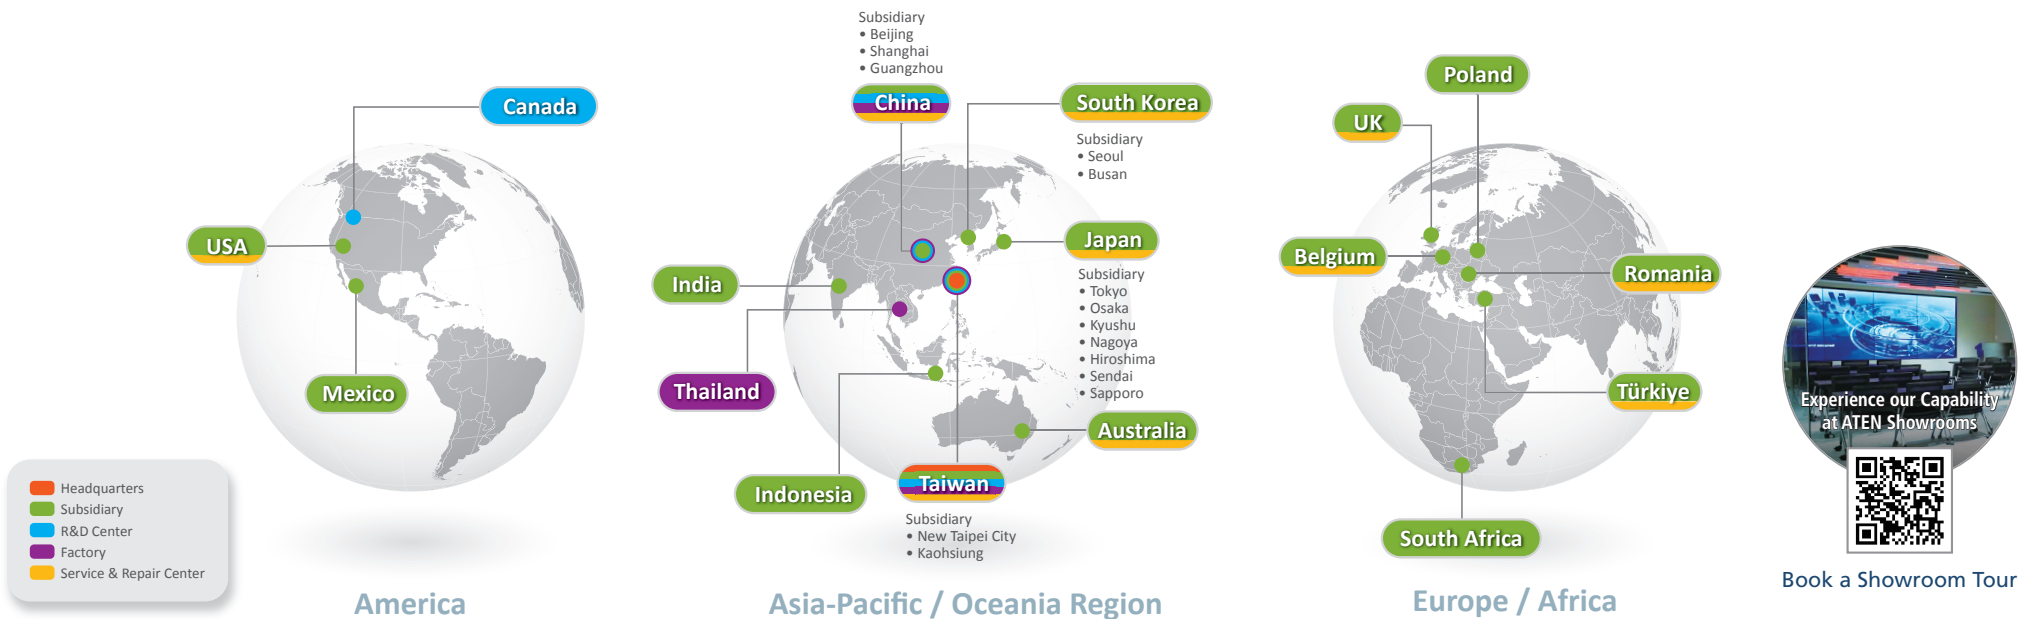 Canada
USA
Mexico
Headquarters
Subsidiary
R&D Center
Factory
Service & Repair Center
America
Subsidiary
• Beijing
• Shanghai
• Guangzhou
China
South Korea
Subsidiary
• Seoul
• Busan
Japan
Subsidiary
• Tokyo
• Osaka
• Kyushu
• Nagoya
• Hiroshima
• Sendai
• Sapporo
India
Thailand
Australia
Indonesia
Taiwan
Subsidiary
• New Taipei City
• Kaohsiung
Asia-Pacific / Oceania Region
Poland
UK
Belgium
Romania
Türkiye
South Africa
Europe / Africa
Experience our Capability
at ATEN Showrooms
Book a Showroom Tour